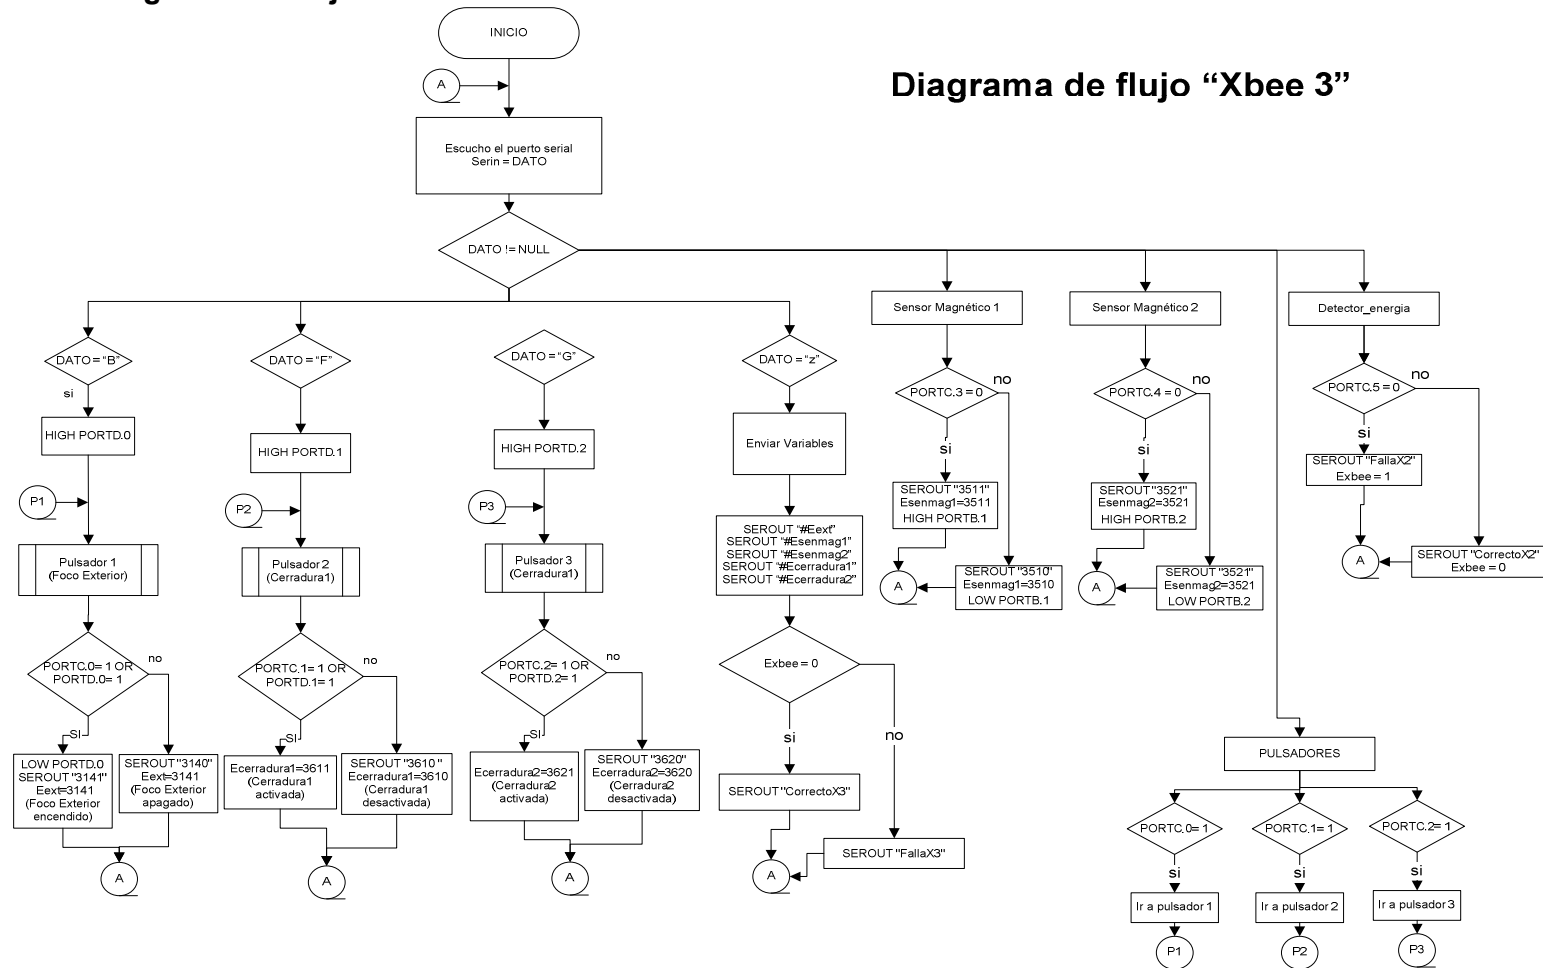 INICIO
A
Diagrama de flujo “Xbee 3”
Escucho el puerto serial
Serin = DATO
DATO != NULL
DATO = “B”
si
HIGH PORTD.0
P1
Pulsador 1
(Foco Exterior)
PORTC.0= 1 OR
PORTD.0= 1
no
SI
LOW PORTD.0
SEROUT "3141"
Eext=3141
(Foco Exterior
encendido)
SEROUT "3140"
Eext=3141
(Foco Exterior
apagado)
A
DATO = “F”
HIGH PORTD.1
P2
Pulsador 2
(Cerradura1)
PORTC.1= 1 OR
PORTD.1= 1
no
SI
Ecerradura1=3611
(Cerradura1
activada)
SEROUT "3610"
Ecerradura1=3610
(Cerradura1
desactivada)
A
DATO = “G”
HIGH PORTD.2
P3
Pulsador 3
(Cerradura1)
PORTC.2= 1 OR
PORTD.2= 1
no
SI
Ecerradura2=3621
(Cerradura2
activada)
SEROUT "3620"
Ecerradura2=3620
(Cerradura2
desactivada)
A
DATO = “z”
Enviar Variables
SEROUT “#Eext”
SEROUT “#Esenmag1”
SEROUT “#Esenmag2”
SEROUT “#Ecerradura1”
SEROUT “#Ecerradura2”
Exbee = 0
si
no
SEROUT "CorrectoX3"
SEROUT "FallaX3"
A
Sensor Magnético 1
PORTC.3 = 0
no
si
SEROUT "3511"
Esenmag1=3511
HIGH PORTB.1
A
SEROUT "3510"
Esenmag1=3510
LOW PORTB.1
Sensor Magnético 2
PORTC.4 = 0
no
si
SEROUT "3521"
Esenmag2=3521
HIGH PORTB.2
A
SEROUT "3521"
Esenmag2=3521
LOW PORTB.2
Detector_energia
PORTC.5 = 0
no
si
SEROUT "FallaX2"
Exbee = 1
A
SEROUT "CorrectoX2"
Exbee = 0
PULSADORES
PORTC.0= 1
PORTC.1= 1
PORTC.2= 1
si
si
si
Ir a pulsador 1
Ir a pulsador 2
Ir a pulsador 3
P1
P2
P3